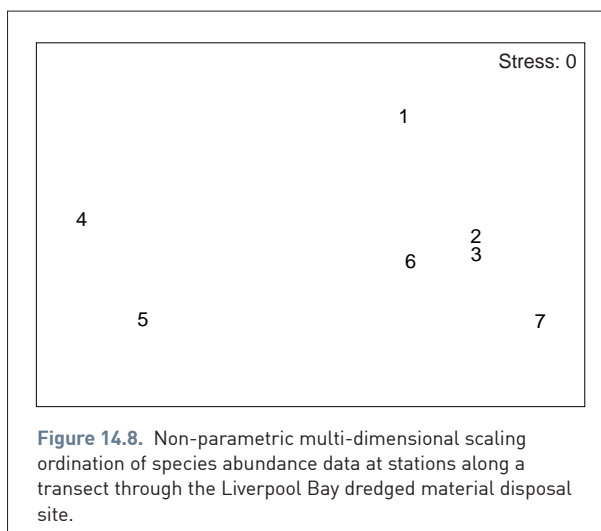 Stress: 0
1
4
2
3
6
5
7
Figure 14.8. Non-parametric multi-dimensional scaling
ordination of species abundance data at stations along a
transect through the Liverpool Bay dredged material disposal
site.